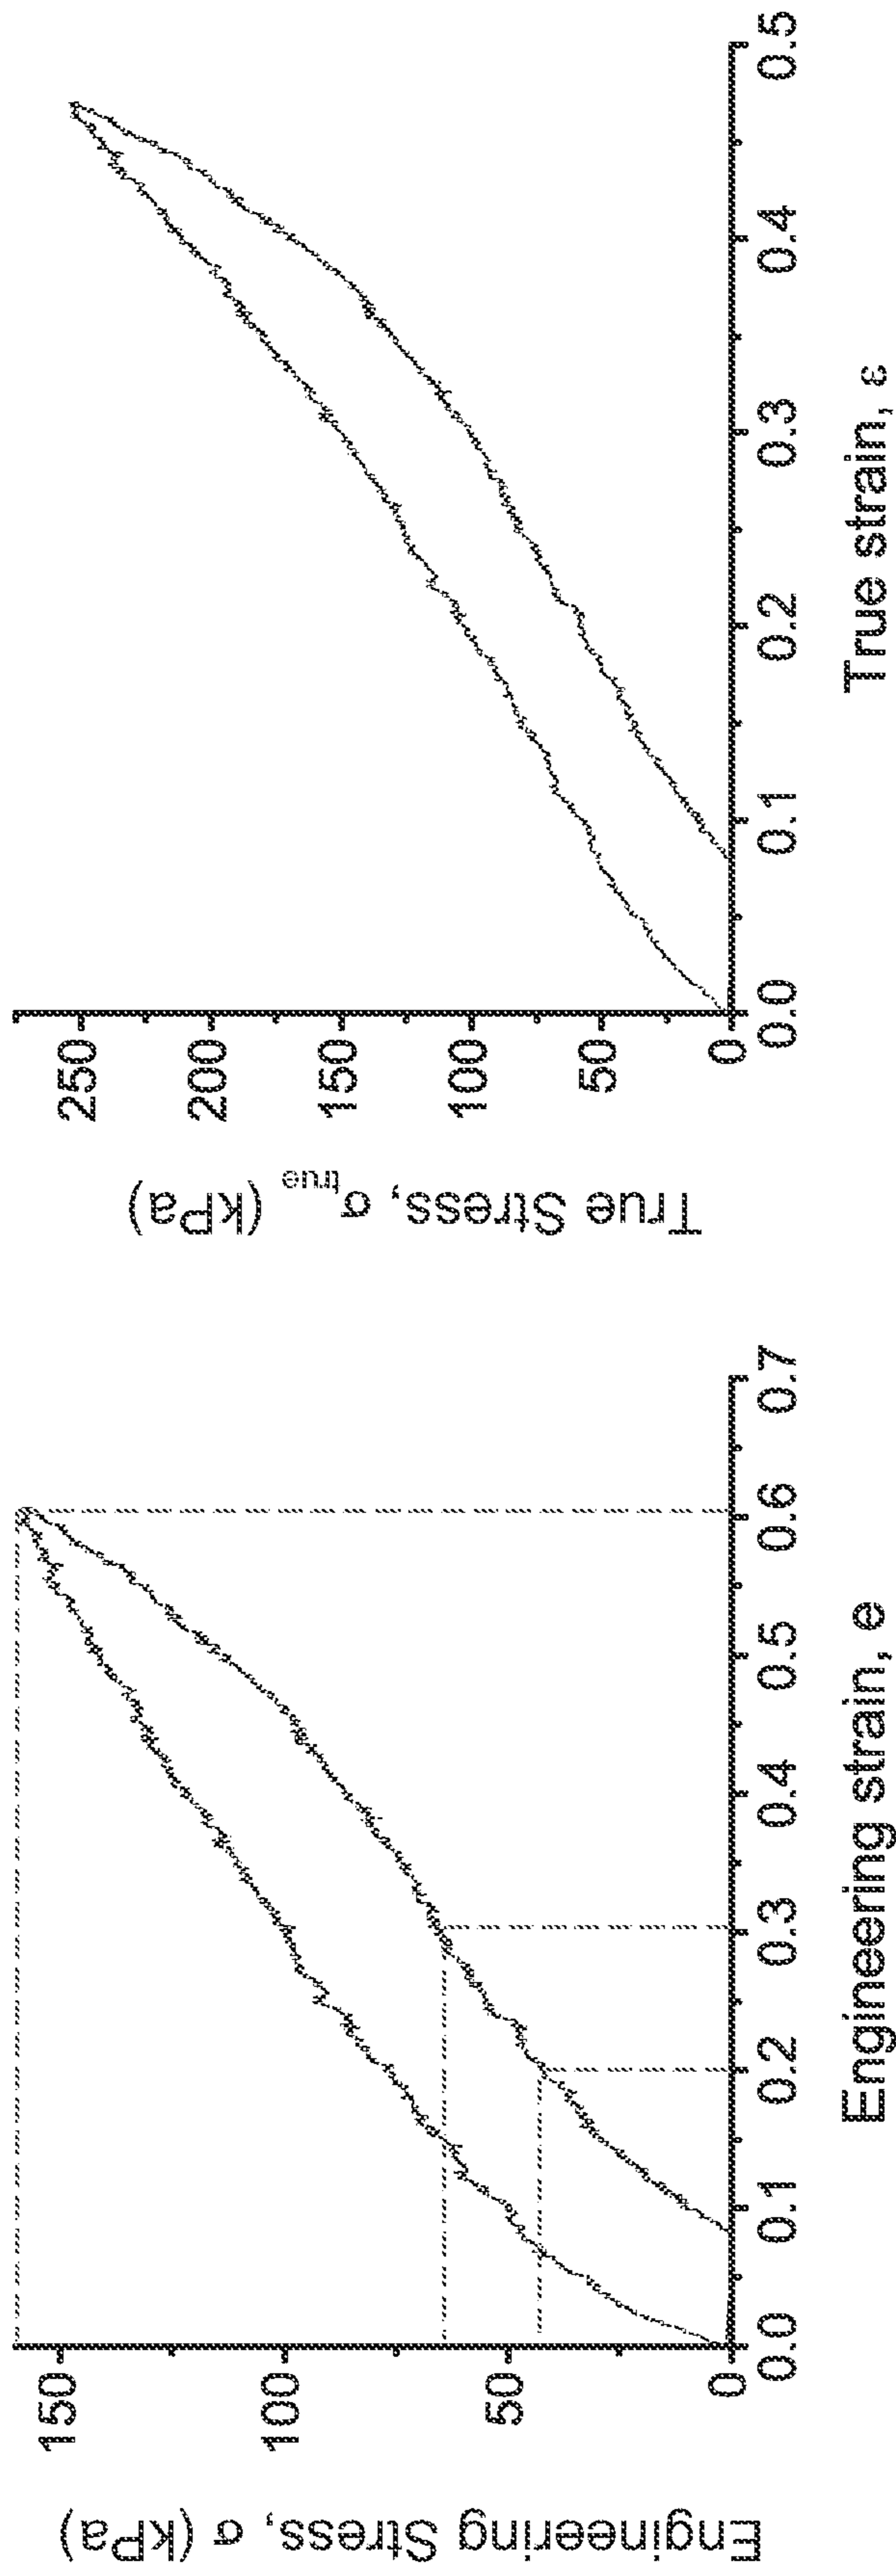 Engineering Stress, σ (kPa)
150
100
50
0
0.0 0.1 0.2 0.3 0.4 0.5 0.6 0.7
Engineering strain, e
True Stress, σtrue (kPa)
250
200
150
100
50
0
0.0 0.1 0.2 0.3 0.4 0.5
True strain, ε